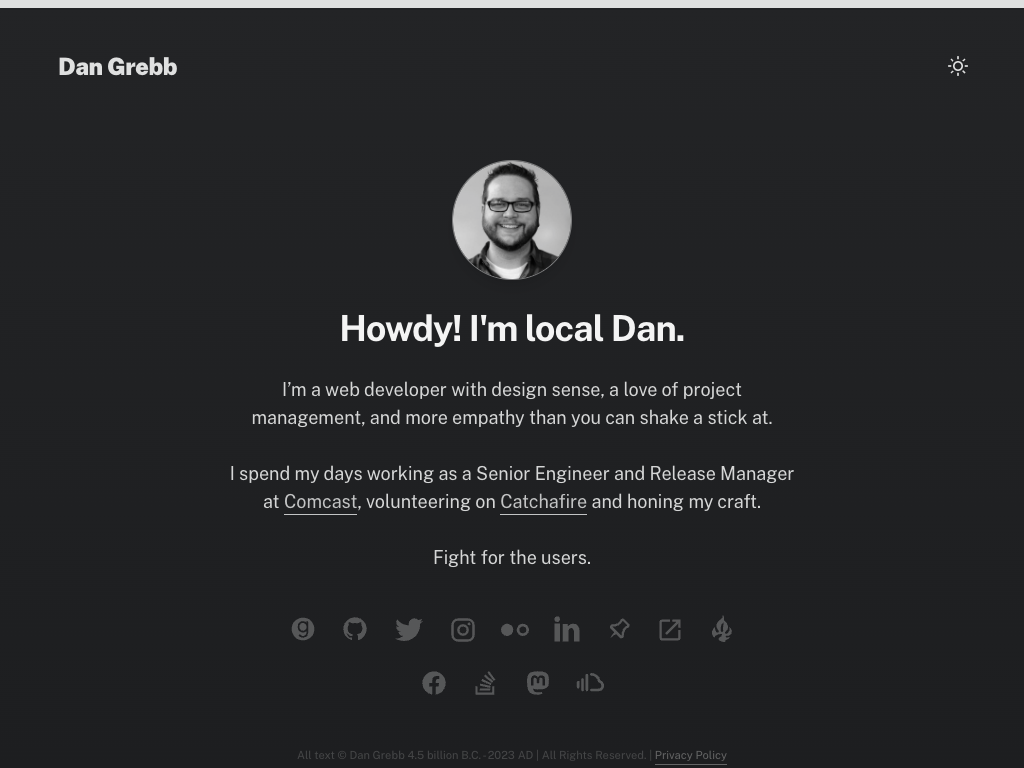 Dan Grebb
Howdy! I'm local Dan.
I’m a web developer with design sense, a love of project
management, and more empathy than you can shake a stick at.
I spend my days working as a Senior Engineer and Release Manager
at Comcast, volunteering on Catchafire and honing my craft.
Fight for the users.
All text © Dan Grebb 4.5 billion B.C. - 2023 AD | All Rights Reserved. | Privacy Policy